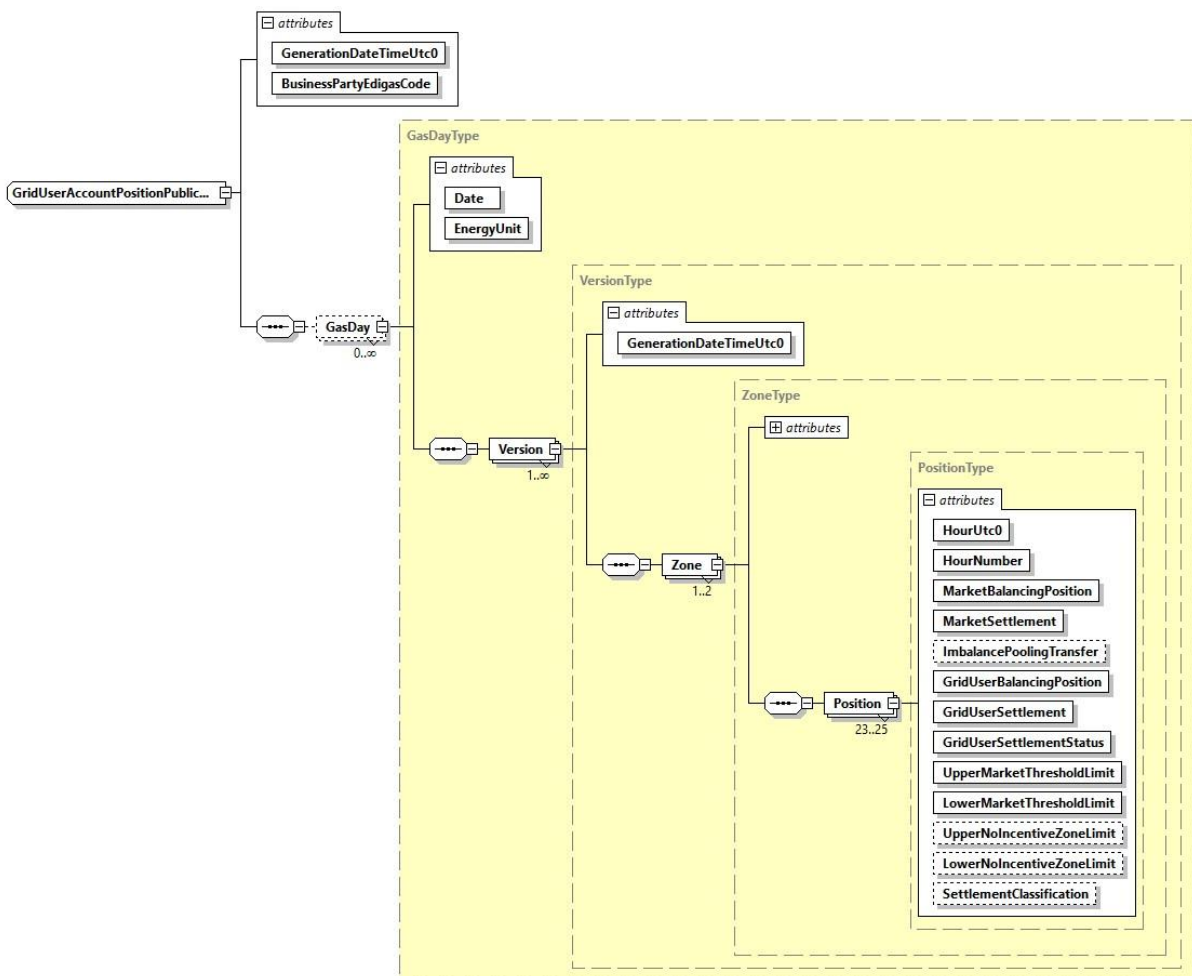 attributes
GenerationDateTimeUtc0
BusinessPartyEdigasCode
GridUserAccountPositionPublic...
GasDayType
attributes
Date
EnergyUnit
GasDay
0..∞
VersionType
attributes
GenerationDateTimeUtc0
Version
1..∞
ZoneType
attributes
Zone
1..2
PositionType
attributes
HourUtc0
HourNumber
MarketBalancingPosition
MarketSettlement
ImbalancePoolingTransfer
GridUserBalancingPosition
GridUserSettlement
GridUserSettlementStatus
UpperMarketThresholdLimit
LowerMarketThresholdLimit
UpperNoIncentiveZoneLimit
LowerNoIncentiveZoneLimit
SettlementClassification
Position
23..25